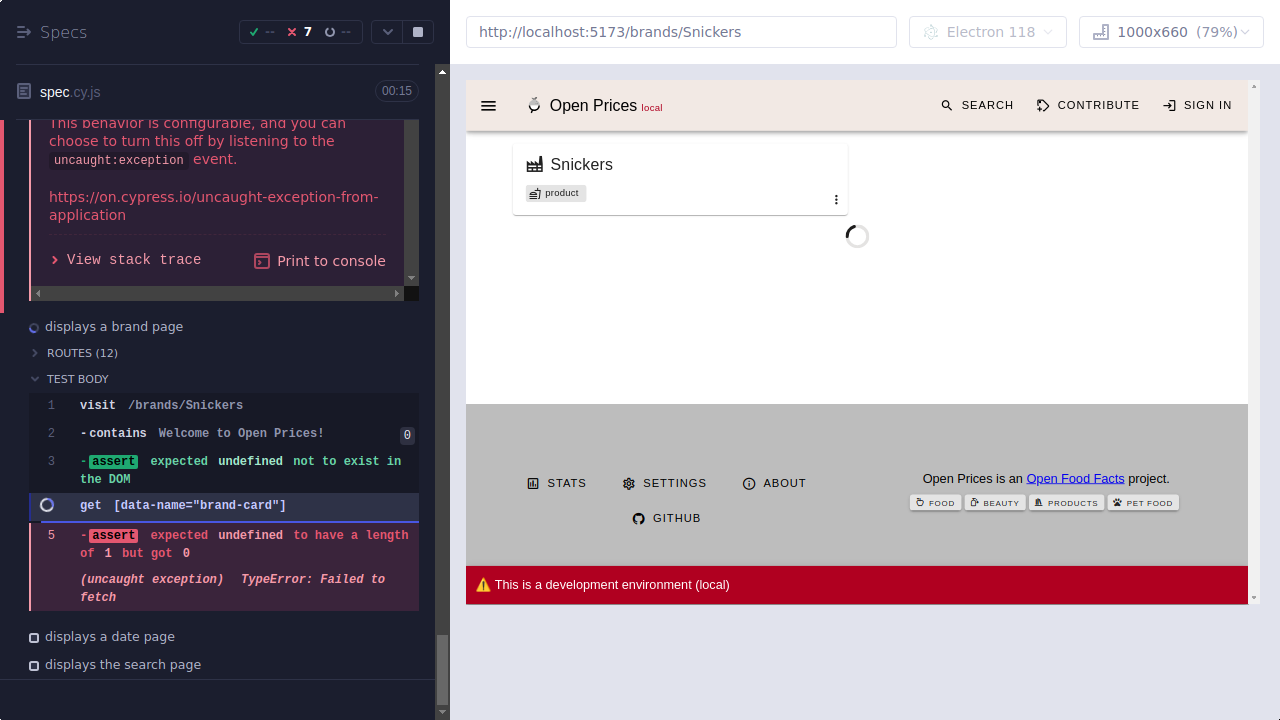 Specs
--
7
--
spec.cy.js
00:15
This behavior is configurable, and you can
choose to turn this off by listening to the
uncaught:exception event.
https://on.cypress.io/uncaught-exception-from-
application
View stack trace
Print to console
displays a brand page
ROUTES (12)
TEST BODY
1 visit /brands/Snickers
2 -contains Welcome to Open Prices! 0
3 -assert expected undefined not to exist in
the DOM
get [data-name="brand-card"]
5 -assert expected undefined to have a length
of 1 but got 0
(uncaught exception) TypeError: Failed to
fetch
displays a date page
displays the search page
http://localhost:5173/brands/Snickers
Electron 118
1000x660 (79%)
Open Prices local
SEARCH
CONTRIBUTE
SIGN IN
Snickers
product
STATS
SETTINGS
ABOUT
GITHUB
Open Prices is an Open Food Facts project.
FOOD
BEAUTY
PRODUCTS
PET FOOD
⚠️ This is a development environment (local)